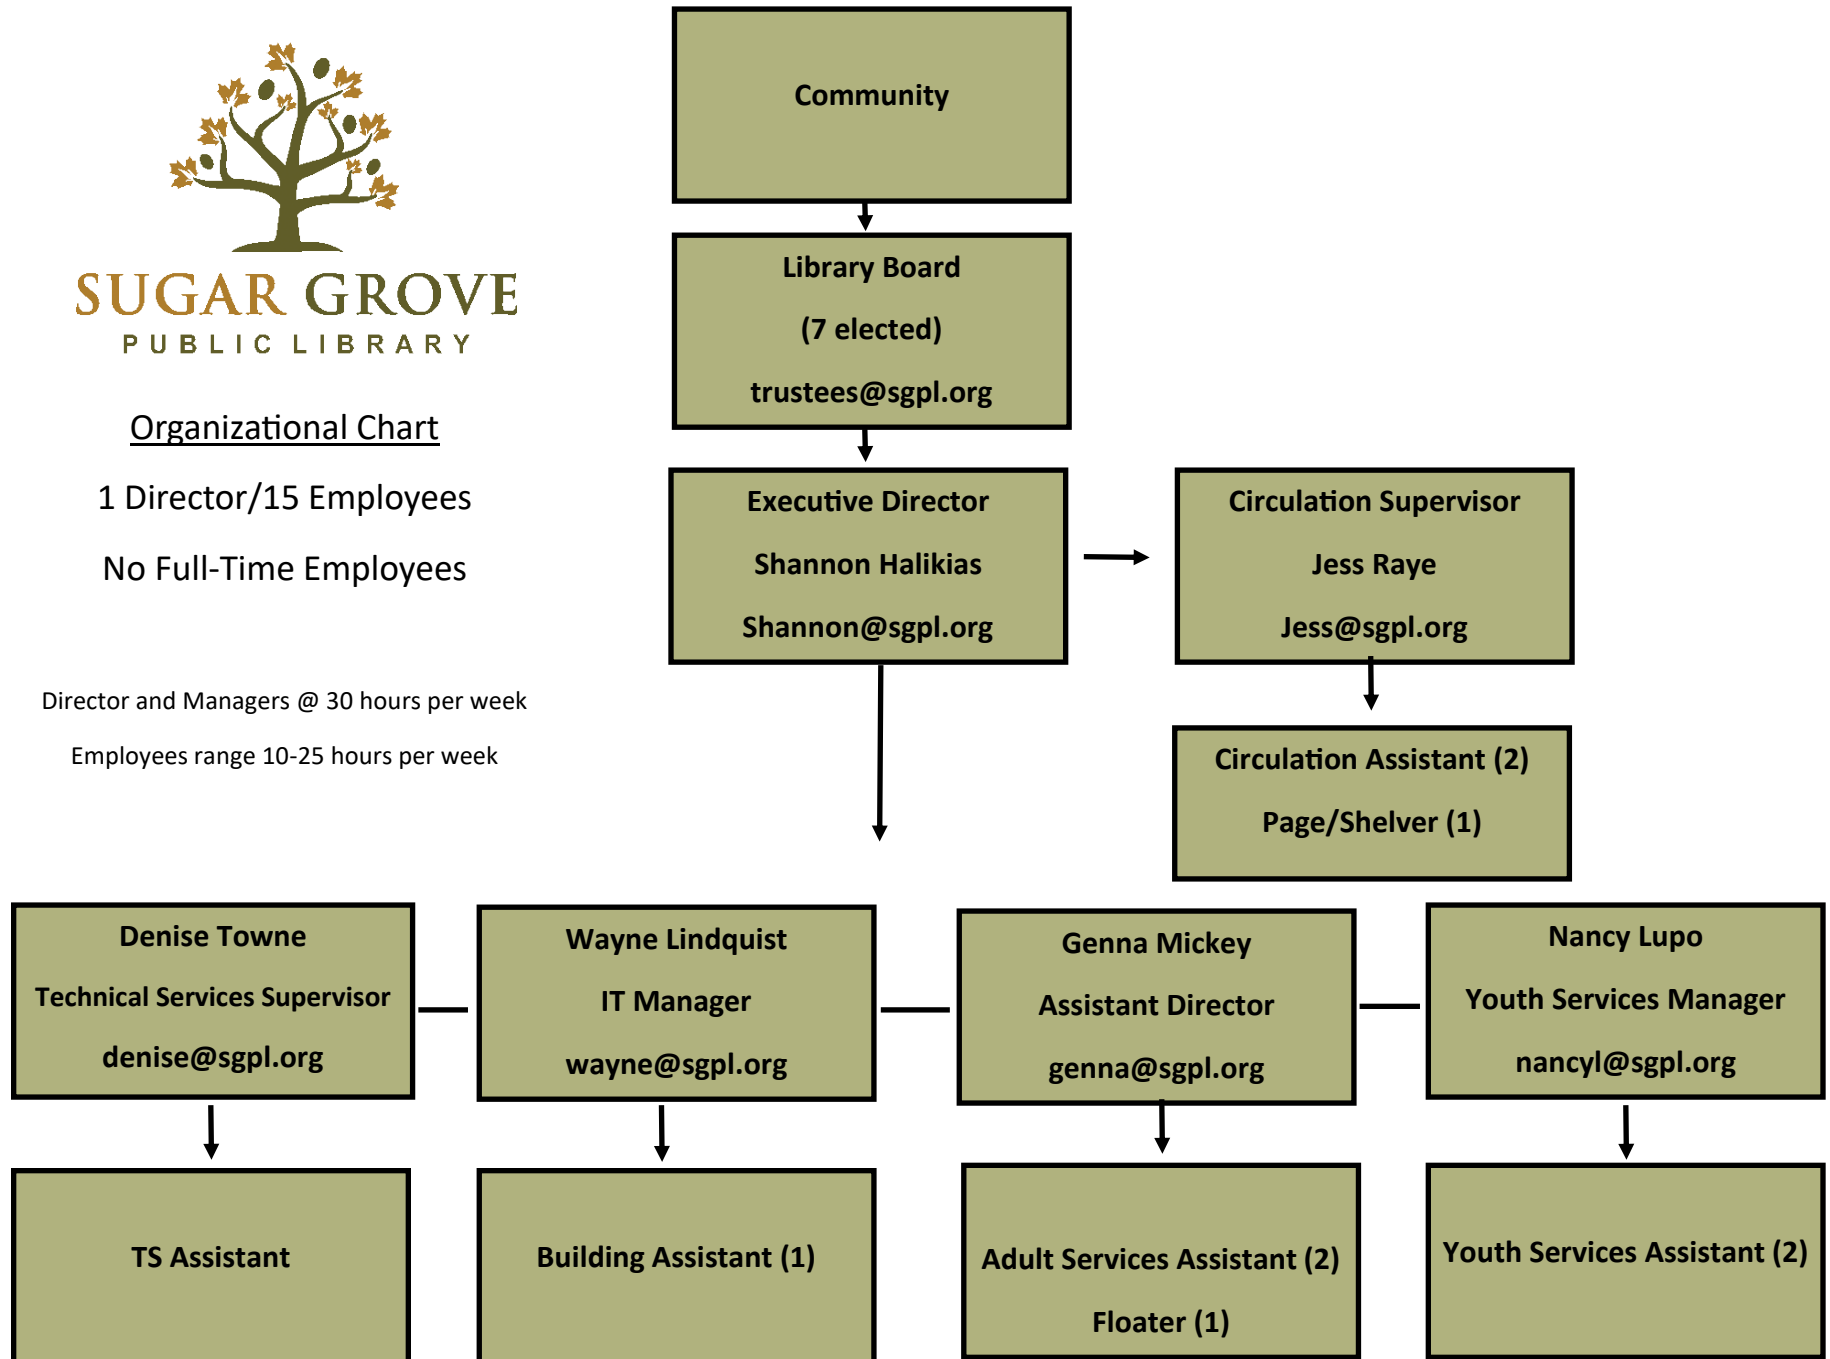 SUGAR GROVE
PUBLIC LIBRARY
Organizational Chart
1 Director/15 Employees
No Full-Time Employees
Director and Managers @ 30 hours per week
Employees range 10-25 hours per week
Community
Library Board
(7 elected)
trustees@sgpl.org
Executive Director
Shannon Halikias
Shannon@sgpl.org
Circulation Supervisor
Jess Raye
Jess@sgpl.org
Circulation Assistant (2)
Page/Shelver (1)
Denise Towne
Technical Services Supervisor
denise@sgpl.org
Wayne Lindquist
IT Manager
wayne@sgpl.org
Genna Mickey
Assistant Director
genna@sgpl.org
Nancy Lupo
Youth Services Manager
nancyl@sgpl.org
TS Assistant
Building Assistant (1)
Adult Services Assistant (2)
Floater (1)
Youth Services Assistant (2)